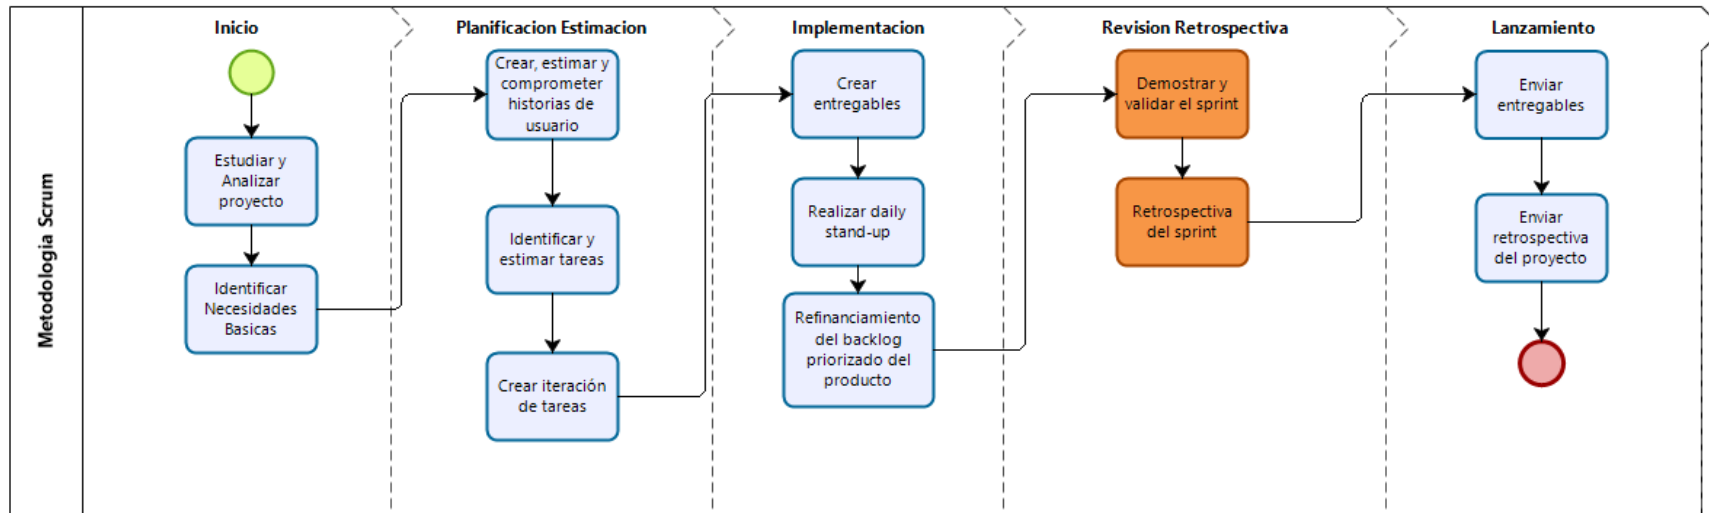 Metodologia Scrum
Inicio
Estudiar y
Analizar
proyecto
Identificar
Necesidades
Basicas
Planificacion Estimacion
Crear, estimar y
comprometer
historias de
usuario
Identificar y
estimar tareas
Crear iteración
de tareas
Implementacion
Crear
entregables
Realizar daily
stand-up
Refinanciamiento
del backlog
priorizado del
producto
Revision Retrospectiva
Demostrar y
validar el sprint
Retrospectiva
del sprint
Lanzamiento
Enviar
entregables
Enviar
retrospectiva
del proyecto